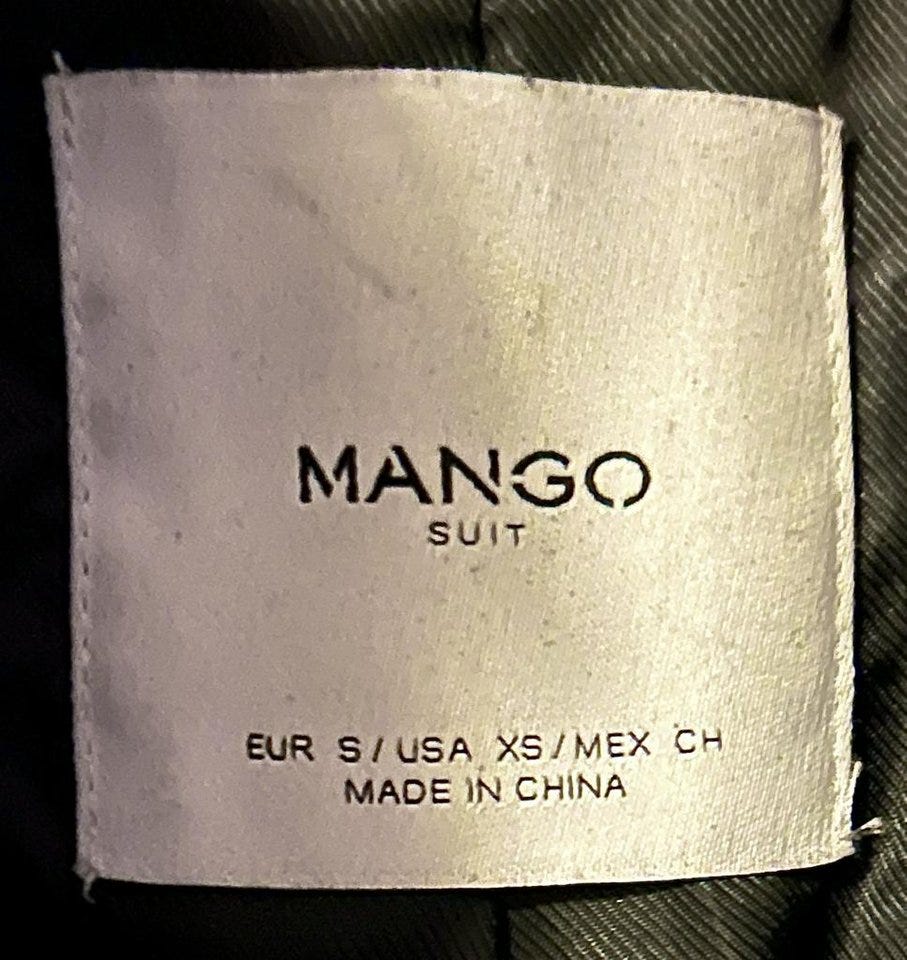 MANGO
SUIT
EUR S / USA XS / MEX CH
MADE IN CHINA